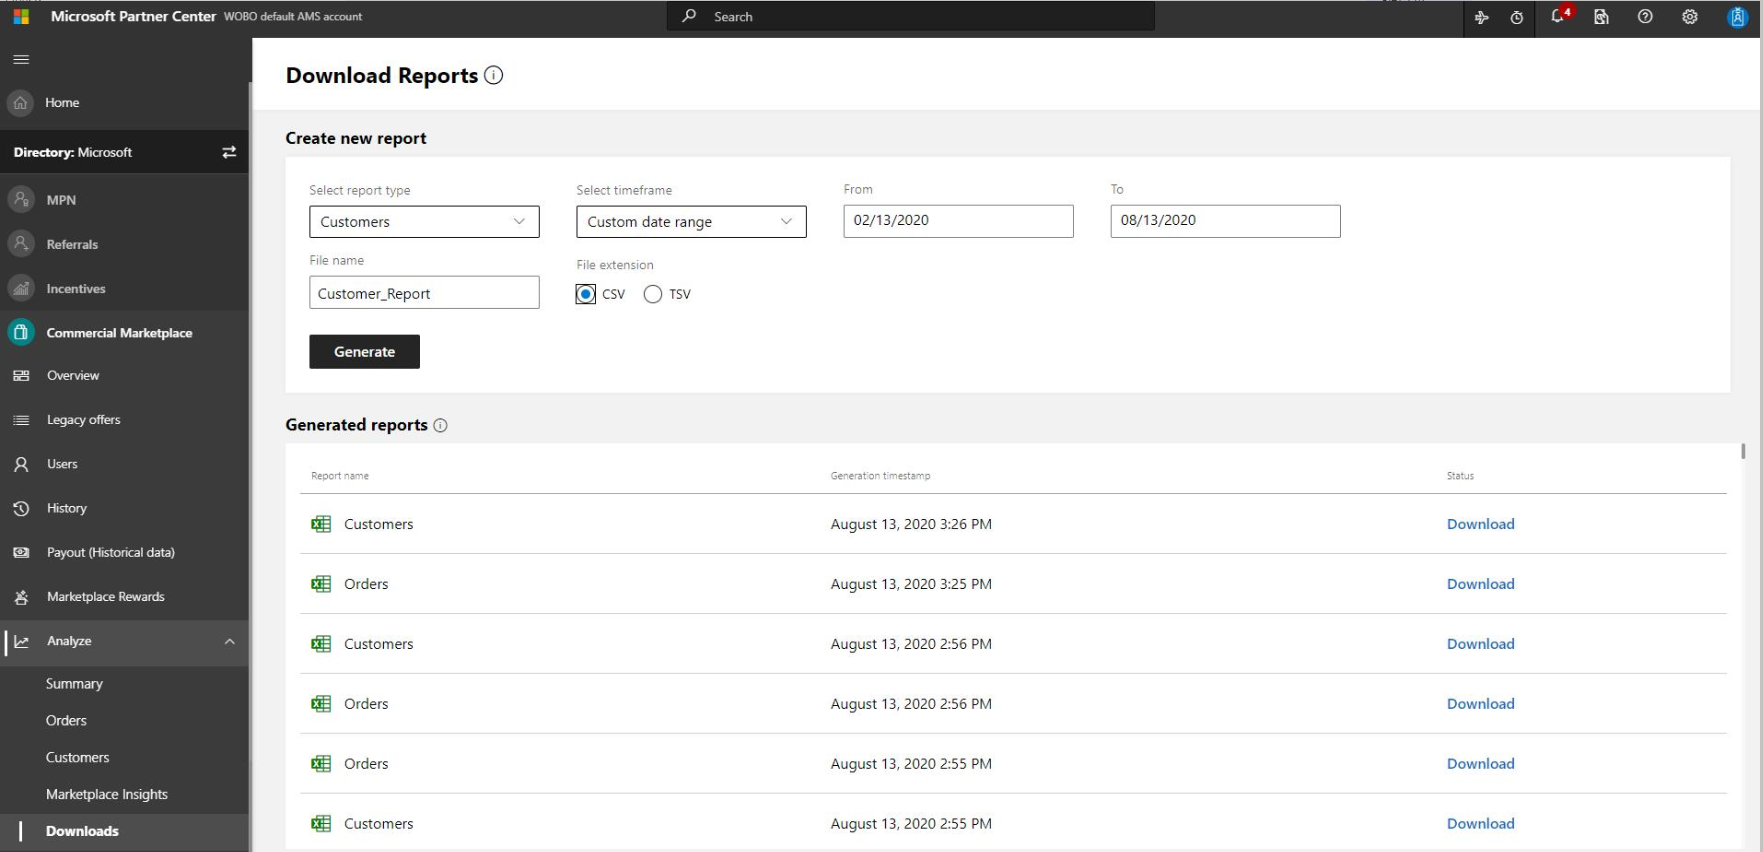 Microsoft Partner Center WOBO default AMS account
Search
4
Home
Directory: Microsoft
MPN
Referrals
Incentives
Commercial Marketplace
Overview
Legacy offers
Users
History
Payout (Historical data)
Marketplace Rewards
Analyze
Summary
Orders
Customers
Marketplace Insights
Downloads
Download Reports
Create new report
Select report type
Select timeframe
From
To
Customers
Custom date range
02/13/2020
08/13/2020
File name
File extension
Customer_Report
CSV
TSV
Generate
Generated reports
Report name Generation timestamp Status
Customers August 13, 2020 3:26 PM Download
Orders August 13, 2020 3:25 PM Download
Customers August 13, 2020 2:56 PM Download
Orders August 13, 2020 2:56 PM Download
Orders August 13, 2020 2:55 PM Download
Customers August 13, 2020 2:55 PM Download